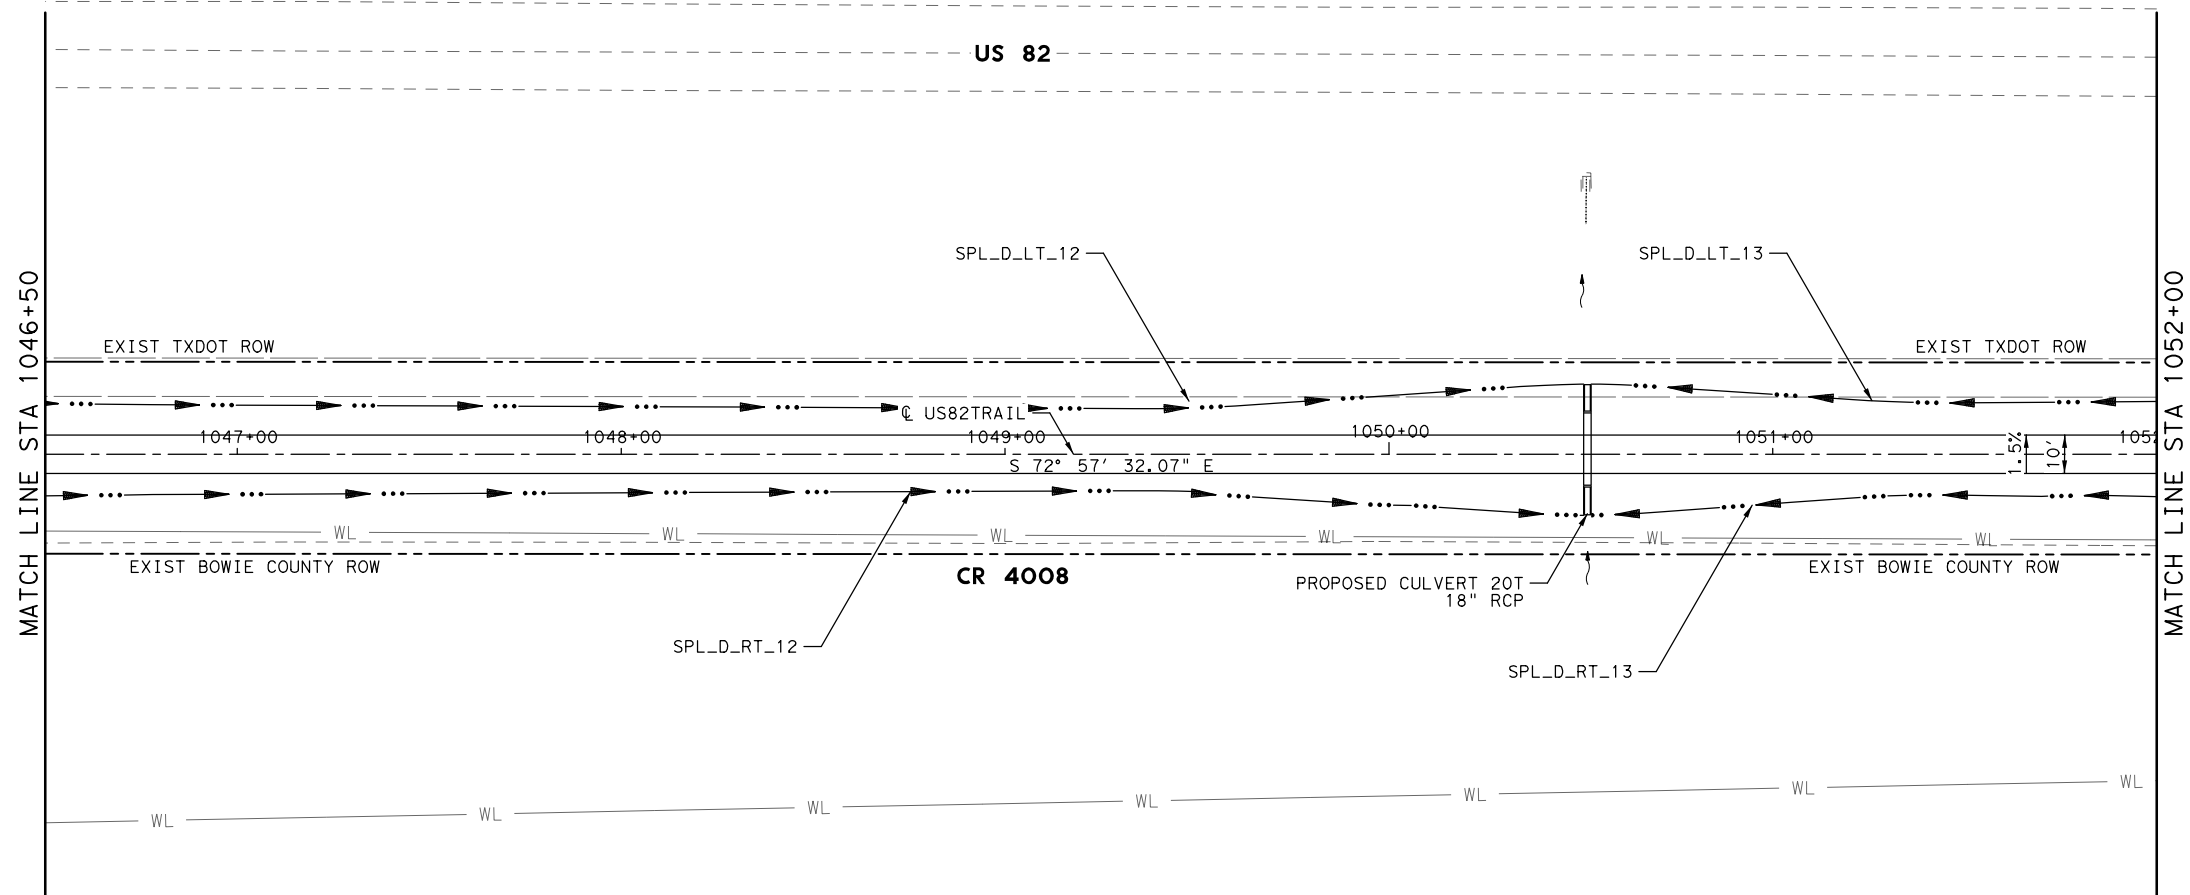 US 82
SPL_D_LT_12
SPL_D_LT_13
MATCH LINE STA 1046+50
MATCH LINE STA 1052+00
EXIST TXDOT ROW
EXIST TXDOT ROW
℄ US82TRAIL
1047+00
1048+00
1049+00
1050+00
1051+00
1052
1.5%
10'
S 72° 57' 32.07" E
WL
WL
WL
WL
WL
WL
EXIST BOWIE COUNTY ROW
CR 4008
EXIST BOWIE COUNTY ROW
PROPOSED CULVERT 20T
18" RCP
SPL_D_RT_12
SPL_D_RT_13
WL
WL
WL
WL
WL
WL
WL